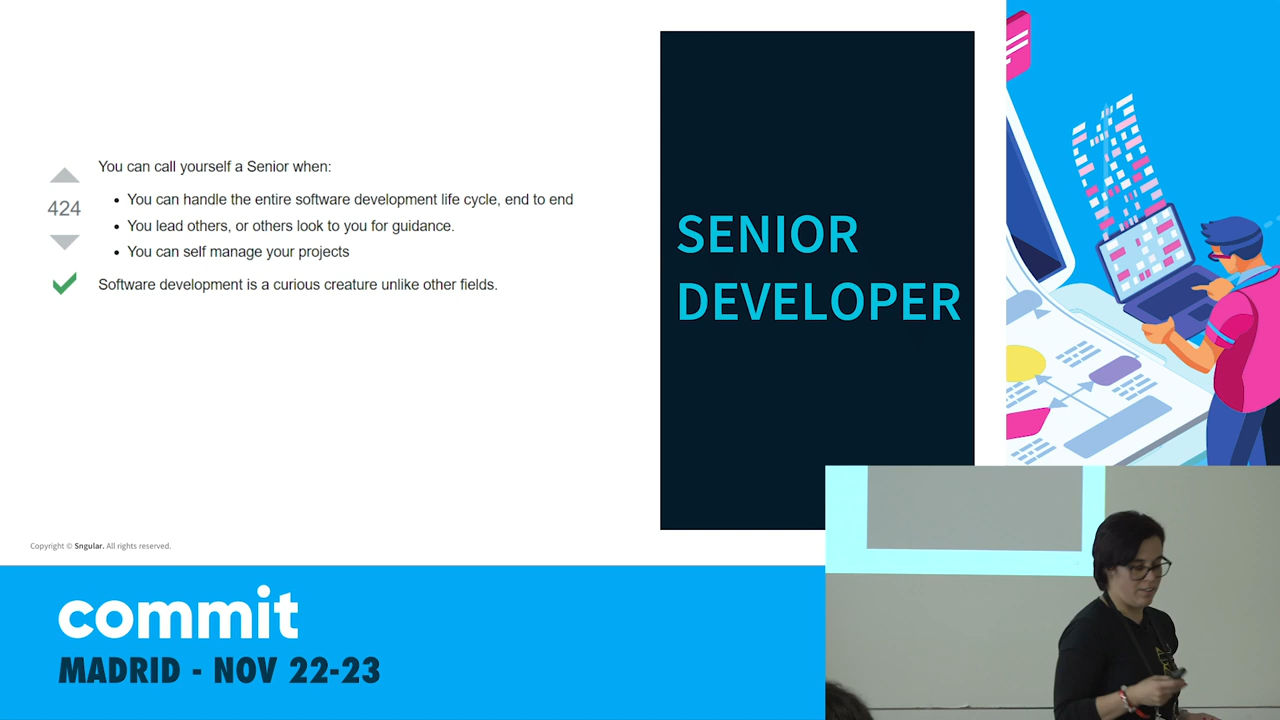 You can call yourself a Senior when:
424
• You can handle the entire software development life cycle, end to end
• You lead others, or others look to you for guidance.
• You can self manage your projects
Software development is a curious creature unlike other fields.
SENIOR
DEVELOPER
Copyright © Sngular. All rights reserved.
commit
MADRID - NOV 22-23